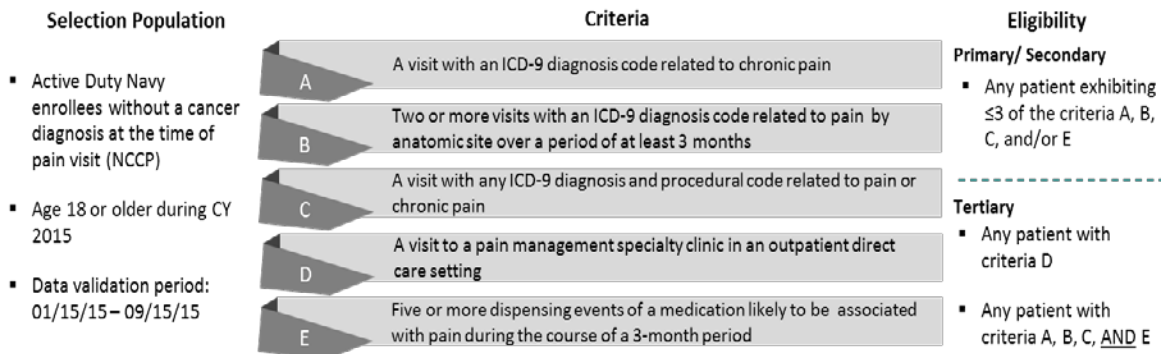 Selection Population
▪ Active Duty Navy
enrollees without a cancer
diagnosis at the time of
pain visit (NCCP)
▪ Age 18 or older during CY
2015
▪ Data validation period:
01/15/15 – 09/15/15
Criteria
A
A visit with an ICD-9 diagnosis code related to chronic pain
B
Two or more visits with an ICD-9 diagnosis code related to pain by
anatomic site over a period of at least 3 months
C
A visit with any ICD-9 diagnosis and procedural code related to pain or
chronic pain
D
A visit to a pain management specialty clinic in an outpatient direct
care setting
E
Five or more dispensing events of a medication likely to be associated
with pain during the course of a 3-month period
Eligibility
Primary/ Secondary
▪ Any patient exhibiting
≤3 of the criteria A, B,
C, and/or E
Tertiary
▪ Any patient with
criteria D
▪ Any patient with
criteria A, B, C, AND E